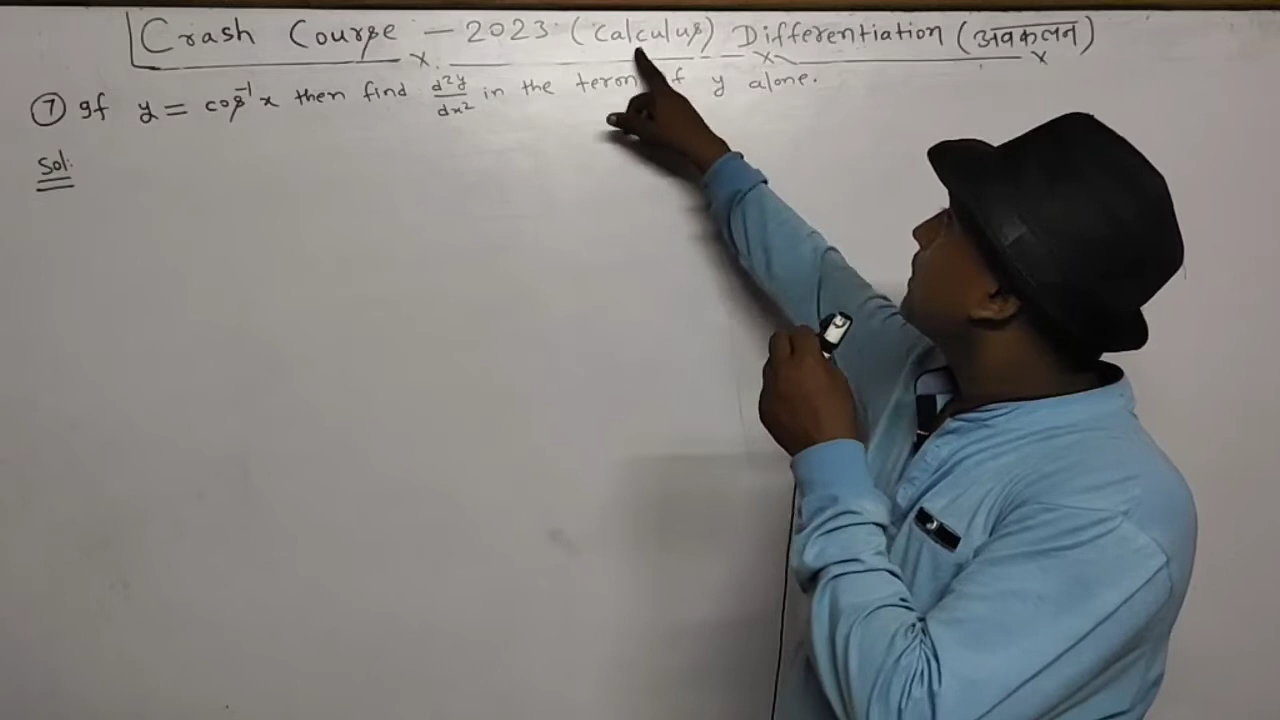 Crash Course - 2023 (Calculus) Differentiation (अवकलन)
⑦ If y = cos⁻¹x then find d²y/dx² in the term of y alone.
Sol: